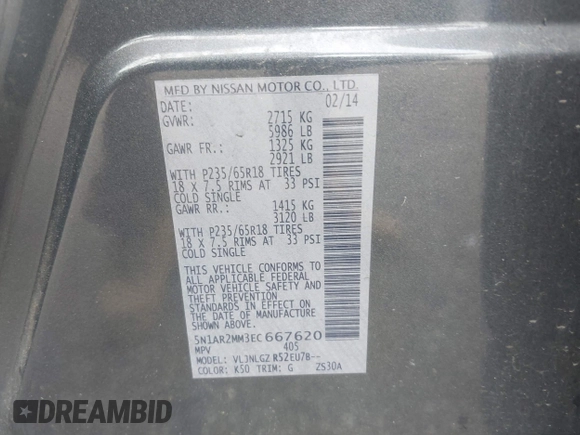 MFD BY NISSAN MOTOR CO., LTD.
DATE: 02/14
GVWR: 2715 KG
5986 LB
GAWR FR.: 1325 KG
2921 LB
WITH P235/65R18 TIRES
18 X 7.5 RIMS AT 33 PSI
COLD SINGLE
GAWR RR.: 1415 KG
3120 LB
WITH P235/65R18 TIRES
18 X 7.5 RIMS AT 33 PSI
COLD SINGLE
THIS VEHICLE CONFORMS TO
ALL APPLICABLE FEDERAL
MOTOR VEHICLE SAFETY AND
THEFT PREVENTION
STANDARDS IN EFFECT ON
THE DATE OF MANUFACTURE
SHOWN ABOVE.
5N1AR2MM3EC667620
MPV 405
MODEL: VLJNLGZ R52EU7B--
COLOR: K50 TRIM: G ZS30A
DREAMBID
.COM
DREAMBID
.COM